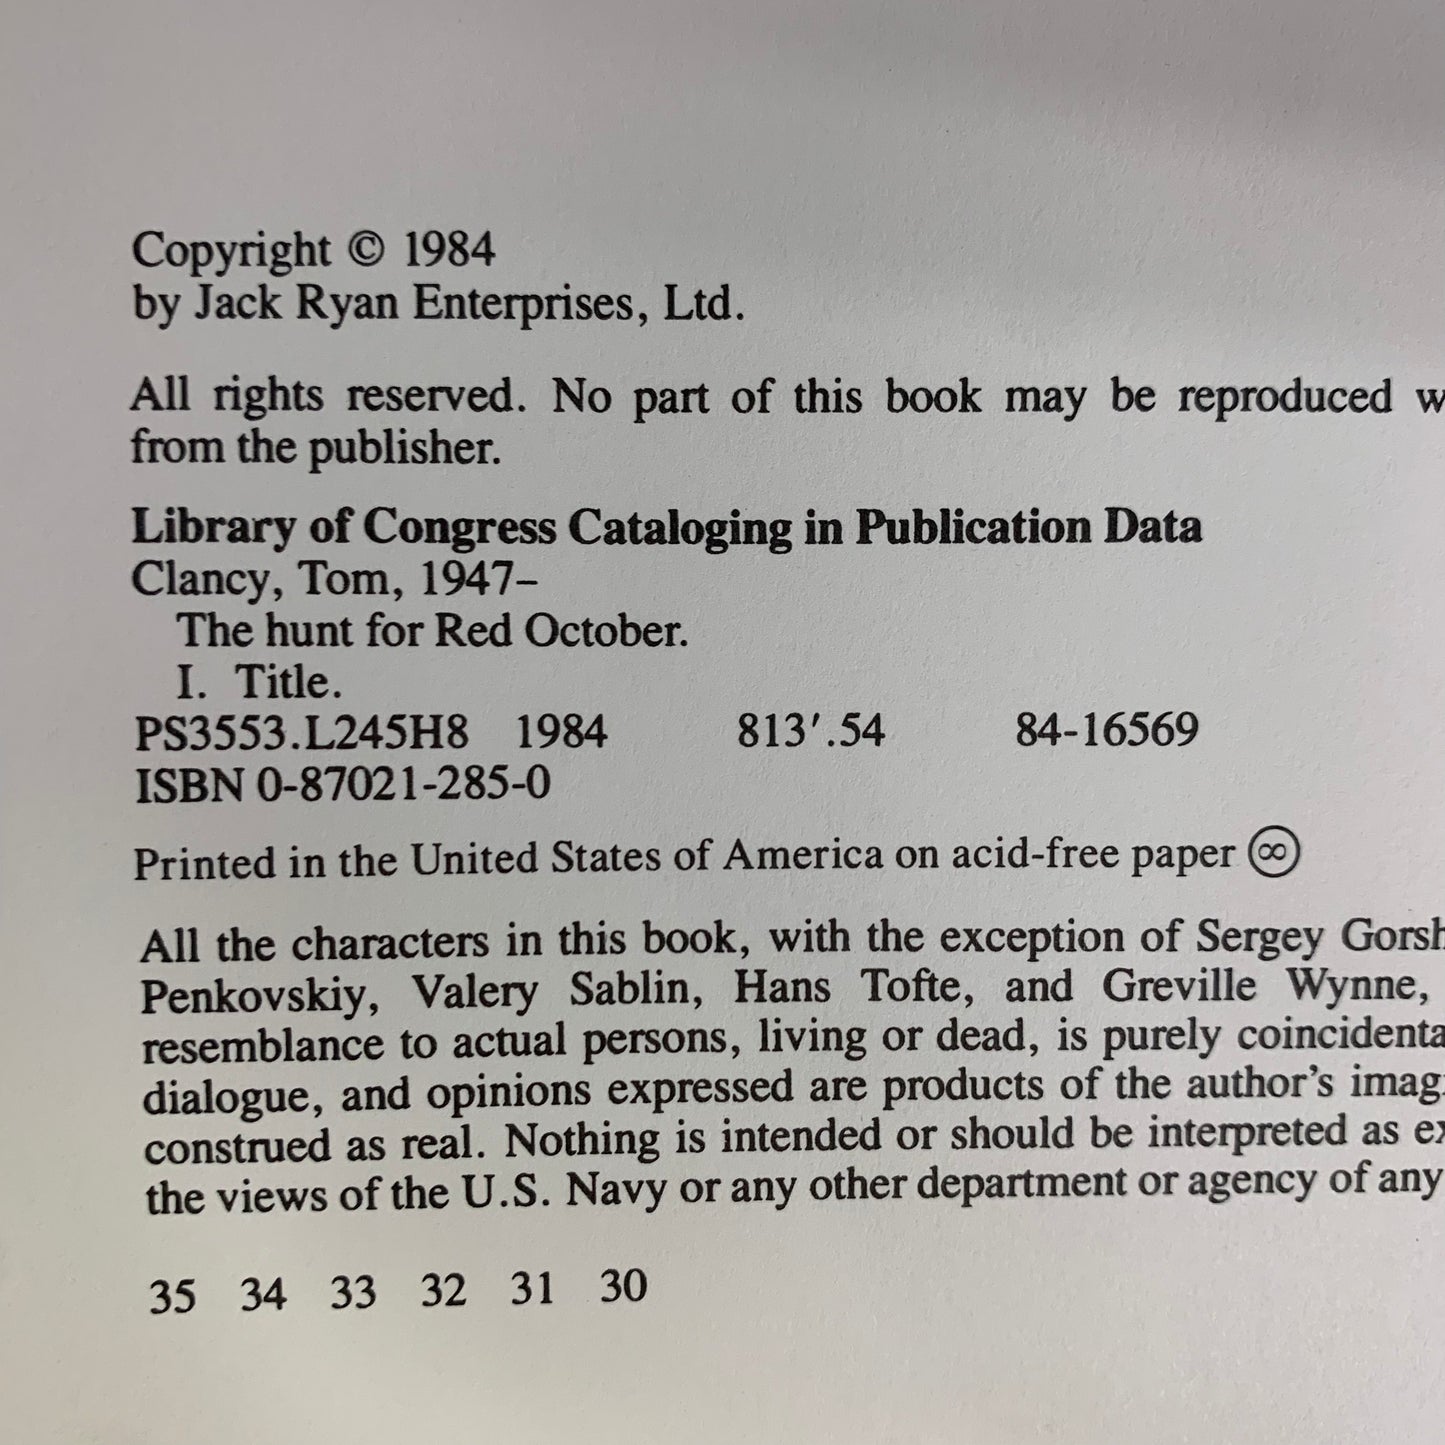 Copyright © 1984
by Jack Ryan Enterprises, Ltd.
All rights reserved. No part of this book may be reproduced
from the publisher.
Library of Congress Cataloging in Publication Data
Clancy, Tom, 1947–
The hunt for Red October.
I. Title.
PS3553.L245H8 1984 813′.54 84-16569
ISBN 0-87021-285-0
Printed in the United States of America on acid-free paper ♾
All the characters in this book, with the exception of Sergey
Penkovskiy, Valery Sablin, Hans Tofte, and Greville Wynne,
resemblance to actual persons, living or dead, is purely
dialogue, and opinions expressed are products of the author's
construed as real. Nothing is intended or should be interpreted as
the views of the U.S. Navy or any other department or agency of any
35 34 33 32 31 30